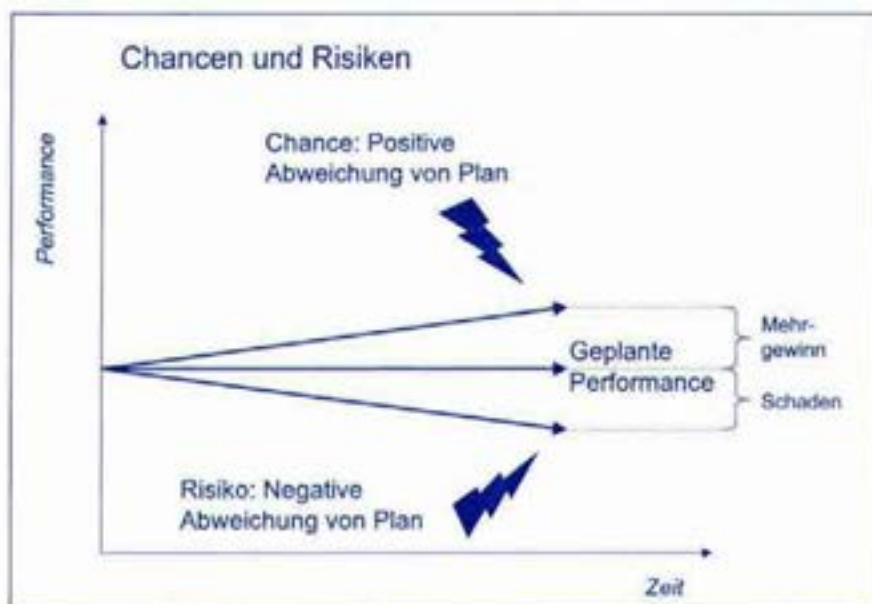 Chancen und Risiken
Performance
Chance: Positive
Abweichung von Plan
Geplante
Performance
Mehr-
gewinn
Schaden
Risiko: Negative
Abweichung von Plan
Zeit